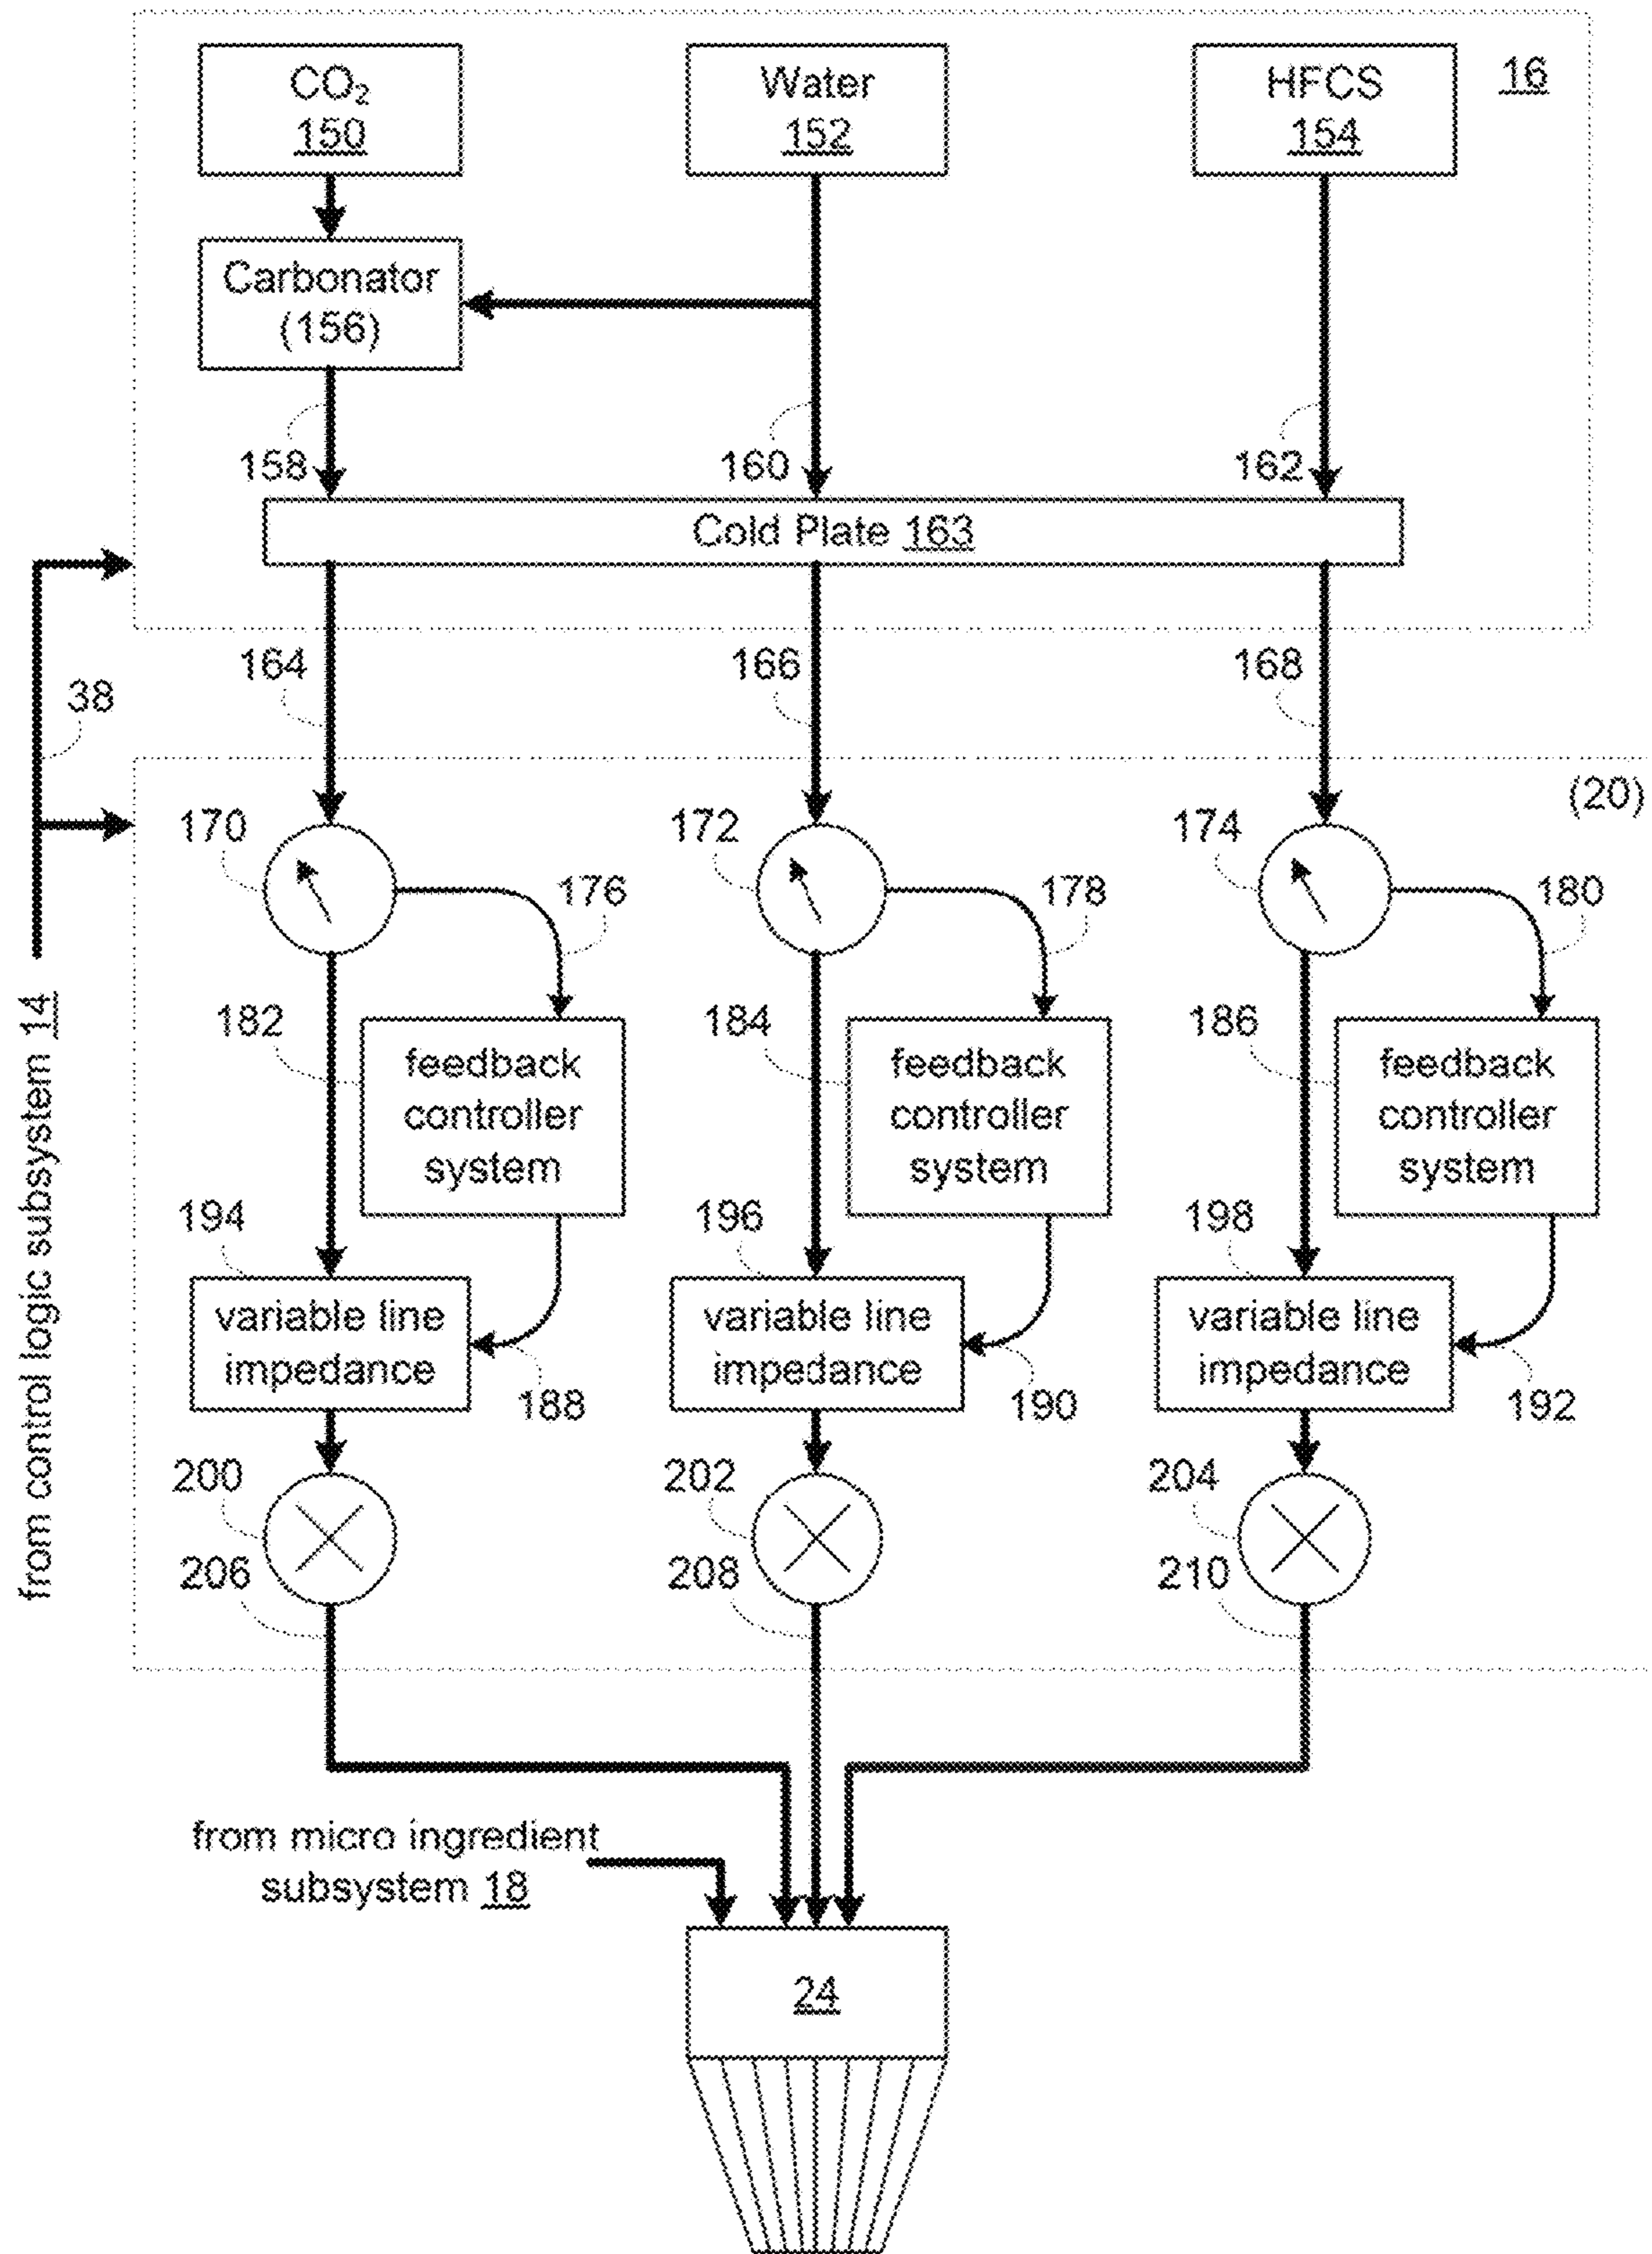 CO₂
150
Water
152
HFCS
154
16
Carbonator
(156)
158
160
162
Cold Plate 163
164
166
168
38
(20)
170
172
174
176
178
180
from control logic subsystem 14
182
feedback
controller
system
184
feedback
controller
system
186
feedback
controller
system
194
196
198
variable line
impedance
variable line
impedance
variable line
impedance
188
190
192
200
202
204
206
208
210
from micro ingredient
subsystem 18
24